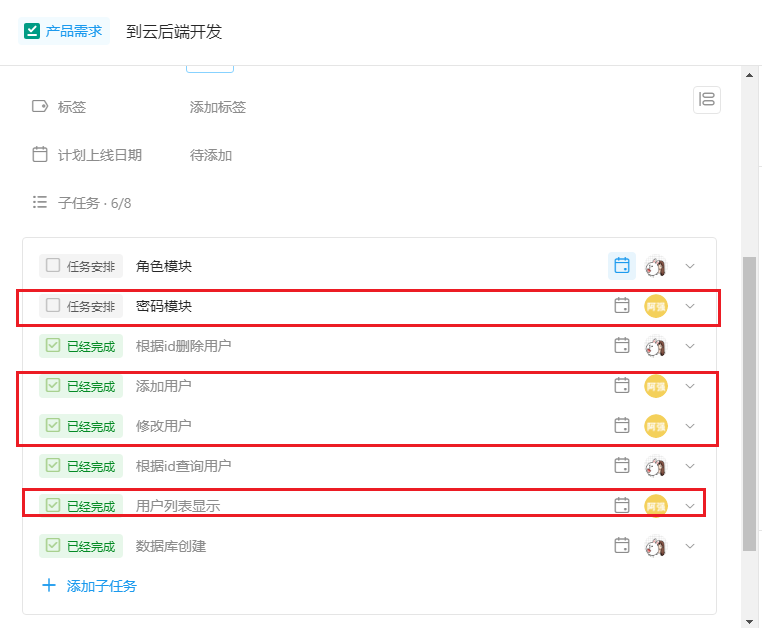 产品需求 到云后端开发
标签 添加标签
计划上线日期 待添加
子任务 · 6/8
任务安排 角色模块
任务安排 密码模块 阿强
已经完成 根据id删除用户
已经完成 添加用户 阿强
已经完成 修改用户 阿强
已经完成 根据id查询用户
已经完成 用户列表显示 阿强
已经完成 数据库创建
添加子任务